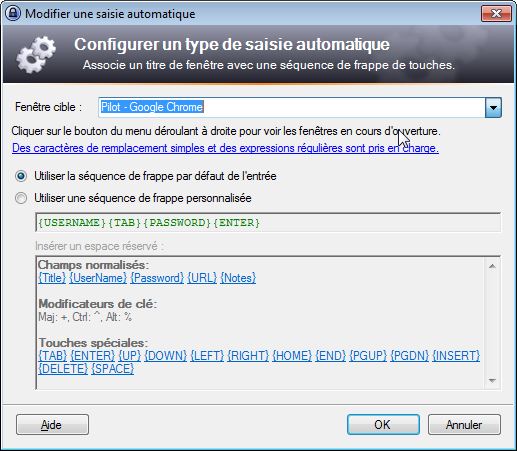 Modifier une saisie automatique
Configurer un type de saisie automatique
Associe un titre de fenêtre avec une séquence de frappe de touches.
Fenêtre cible : Pilot - Google Chrome
Cliquer sur le bouton du menu déroulant à droite pour voir les fenêtres en cours d'ouverture.
Des caractères de remplacement simples et des expressions régulières sont pris en charge.
Utiliser la séquence de frappe par défaut de l'entrée
Utiliser une séquence de frappe personnalisée
{USERNAME}{TAB}{PASSWORD}{ENTER}
Insérer un espace réservé :
Champs normalisés:
{Title} {UserName} {Password} {URL} {Notes}
Modificateurs de clé:
Maj: +, Ctrl: ^, Alt: %
Touches spéciales:
{TAB} {ENTER} {UP} {DOWN} {LEFT} {RIGHT} {HOME} {END} {PGUP} {PGDN} {INSERT}
{DELETE} {SPACE}
Aide OK Annuler